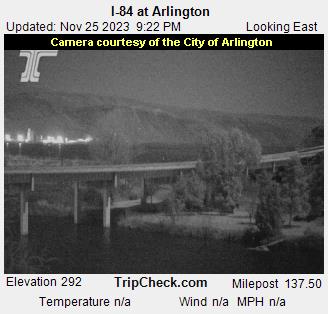 I-84 at Arlington
Updated: Nov 25 2023 9:22 PM Looking East
Camera courtesy of the City of Arlington
Elevation 292 TripCheck.com Milepost 137.50
Temperature n/a Wind n/a MPH n/a